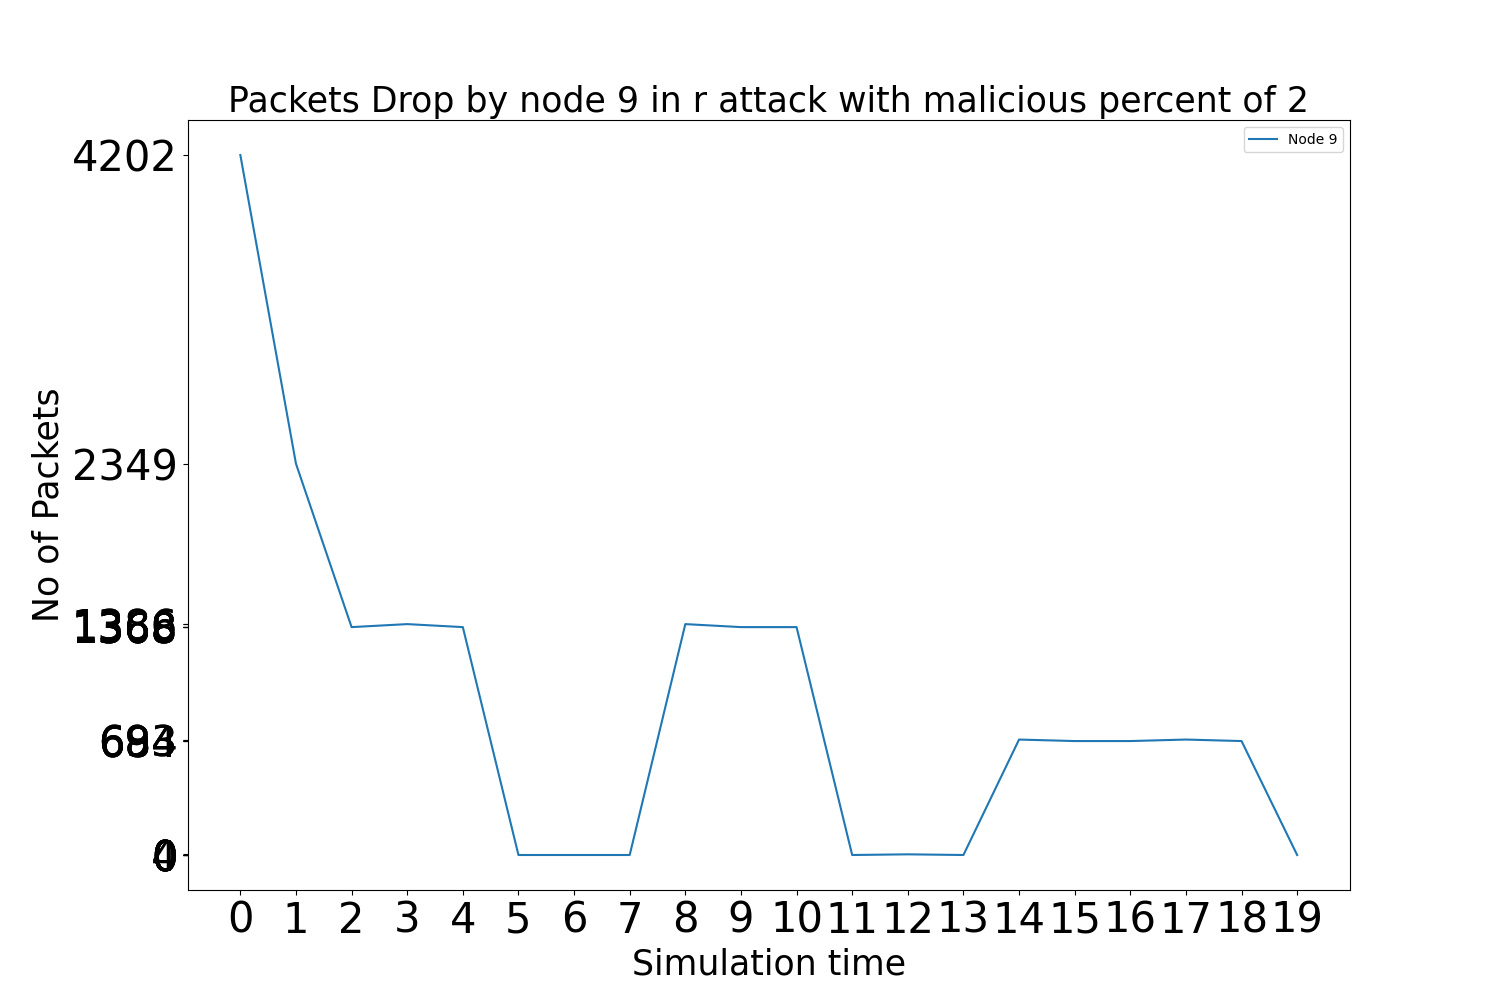 Packets Drop by node 9 in r attack with malicious percent of 2
Node 9
4202
2349
No of Packets
0 1 2 3 4 5 6 7 8 9 10 11 12 13 14 15 16 17 18 19
Simulation time